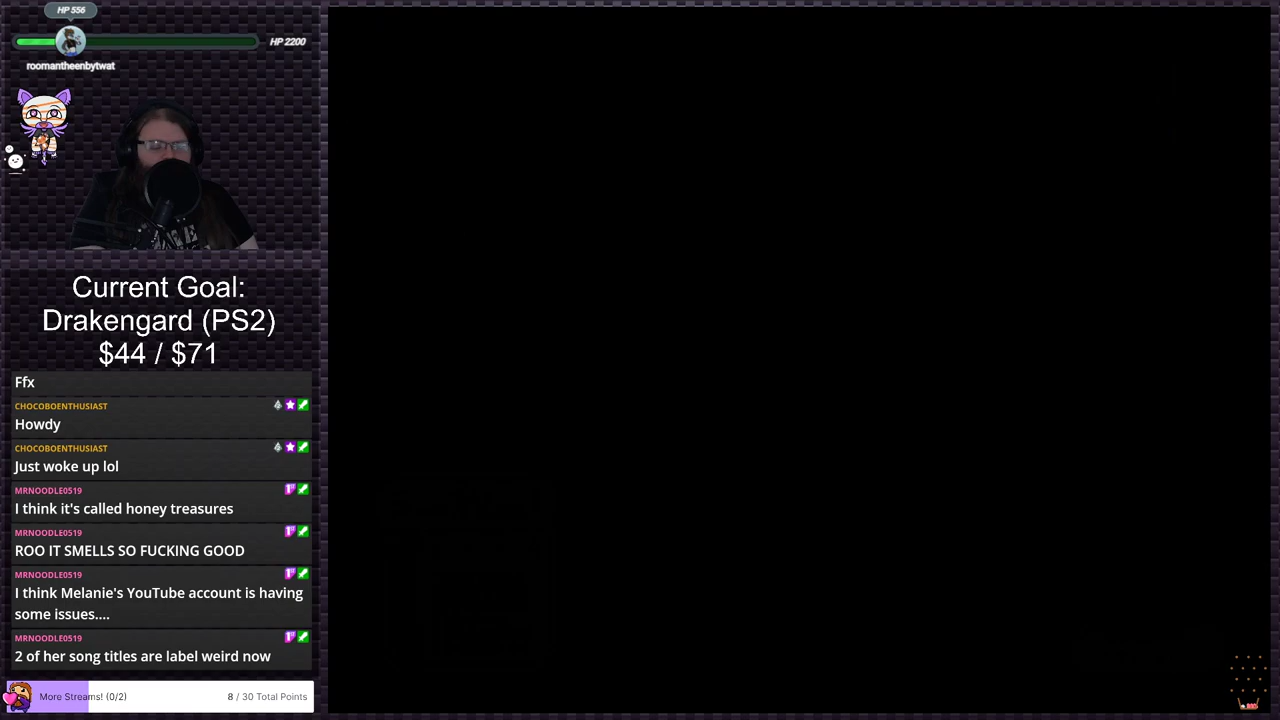 HP 556
HP 2200
roomantheenbytwat
Current Goal:
Drakengard (PS2)
$44 / $71
Ffx
CHOCOBOENTHUSIAST
Howdy
CHOCOBOENTHUSIAST
Just woke up lol
MRNOODLE0519
I think it's called honey treasures
MRNOODLE0519
ROO IT SMELLS SO FUCKING GOOD
MRNOODLE0519
I think Melanie's YouTube account is having
some issues....
MRNOODLE0519
2 of her song titles are label weird now
More Streams! (0/2)
8 / 30 Total Points